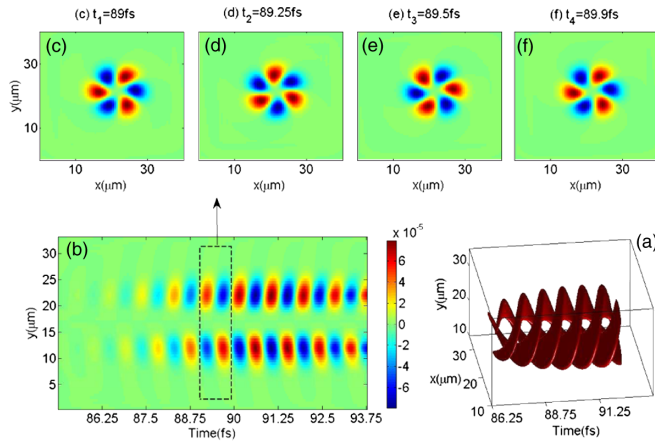 (c) t1=89fs (d) t2=89.25fs (e) t3=89.5fs (f) t4=89.9fs
(c) (d) (e) (f)
y(μm)
30
10
10 30 10 30 10 30 10 30
x(μm) x(μm) x(μm) x(μm)
(b)
y(μm)
30
25
20
15
10
5
86.25 87.5 88.75 90 91.25 92.5 93.75
Time(fs)
x 10-5
6
4
2
0
-2
-4
-6
(a)
y(μm)
30
20
10
x(μm)
30
20
10
86.25 88.75 91.25
Time(fs)